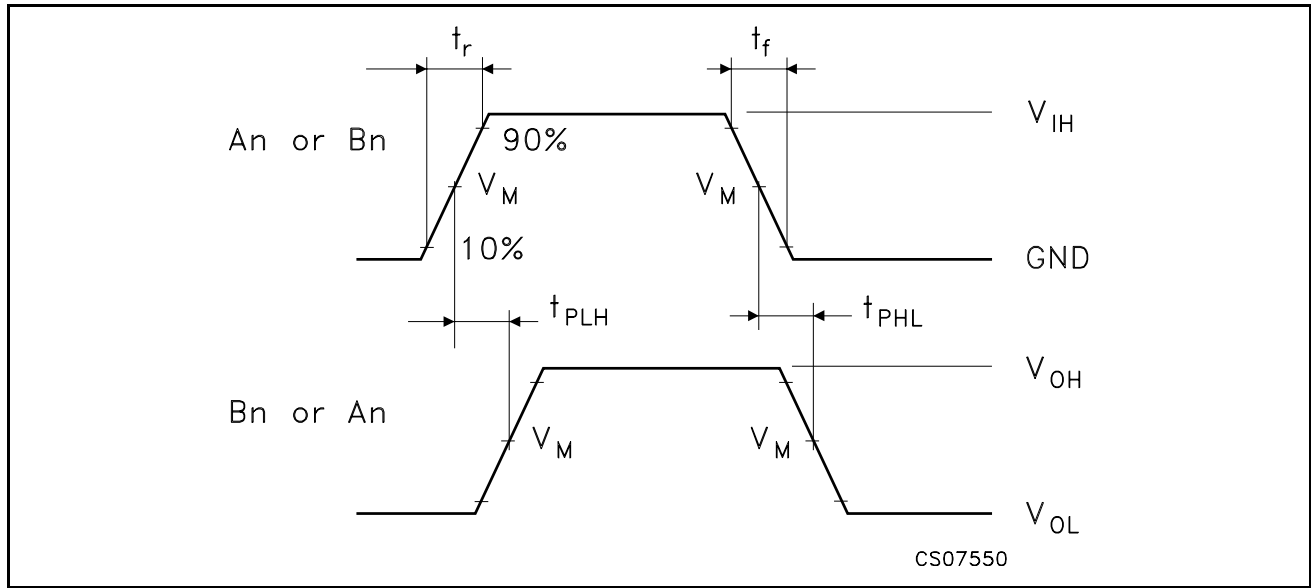 tr
tf
An or Bn
90%
VIH
VM
VM
10%
GND
tPLH
tPHL
VOH
Bn or An
VM
VM
VOL
CS07550